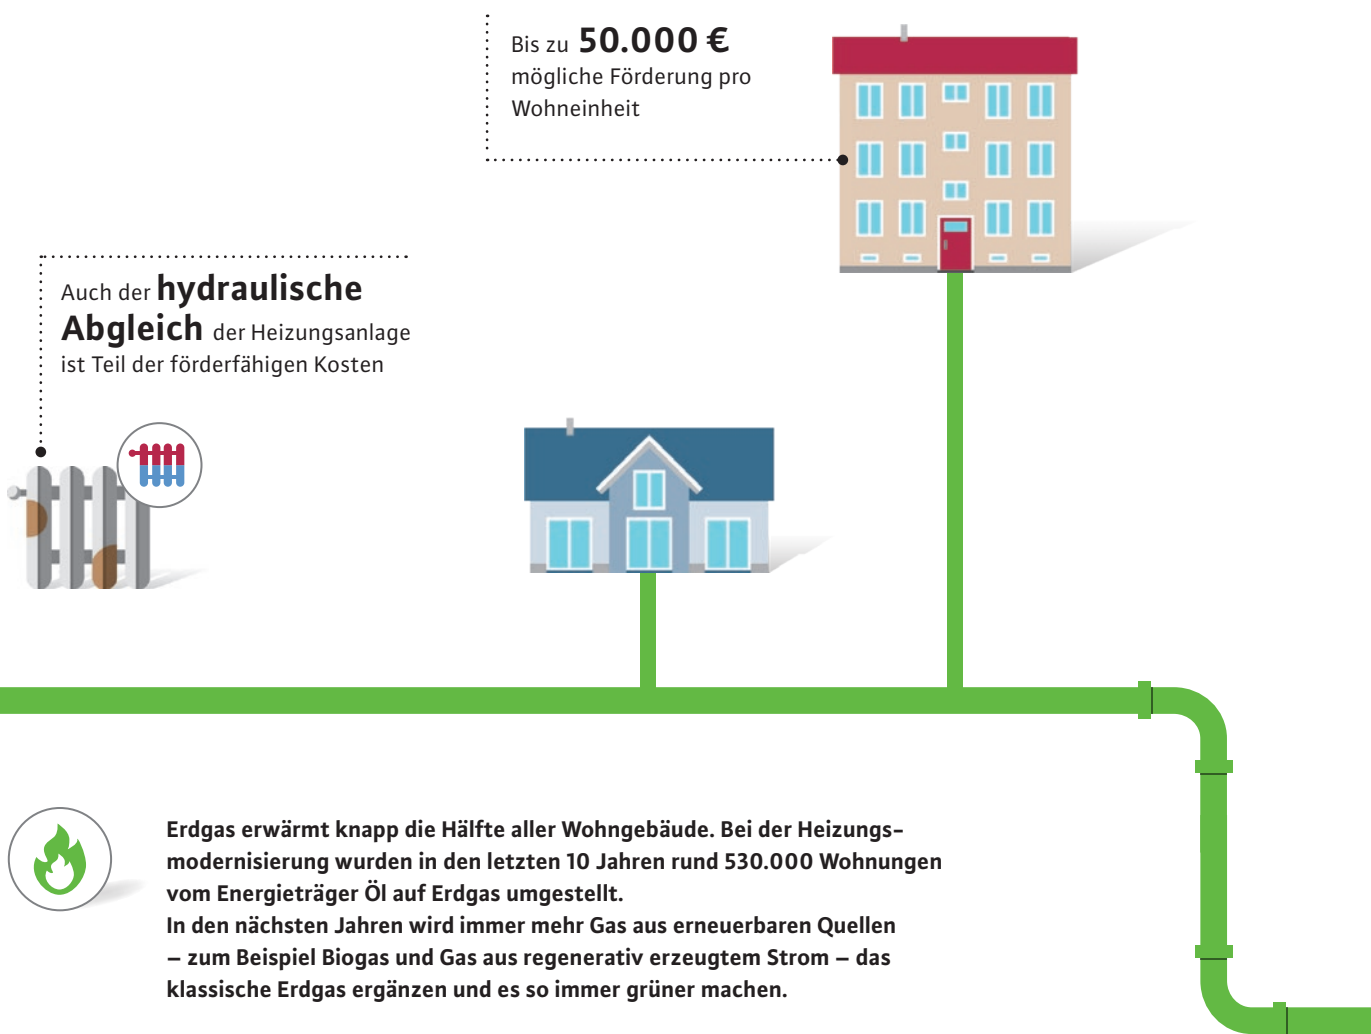 Bis zu 50.000 €
mögliche Förderung pro
Wohneinheit
Auch der hydraulische
Abgleich der Heizungsanlage
ist Teil der förderfähigen Kosten
Erdgas erwärmt knapp die Hälfte aller Wohngebäude. Bei der Heizungs-
modernisierung wurden in den letzten 10 Jahren rund 530.000 Wohnungen
vom Energieträger Öl auf Erdgas umgestellt.
In den nächsten Jahren wird immer mehr Gas aus erneuerbaren Quellen
– zum Beispiel Biogas und Gas aus regenerativ erzeugtem Strom – das
klassische Erdgas ergänzen und es so immer grüner machen.